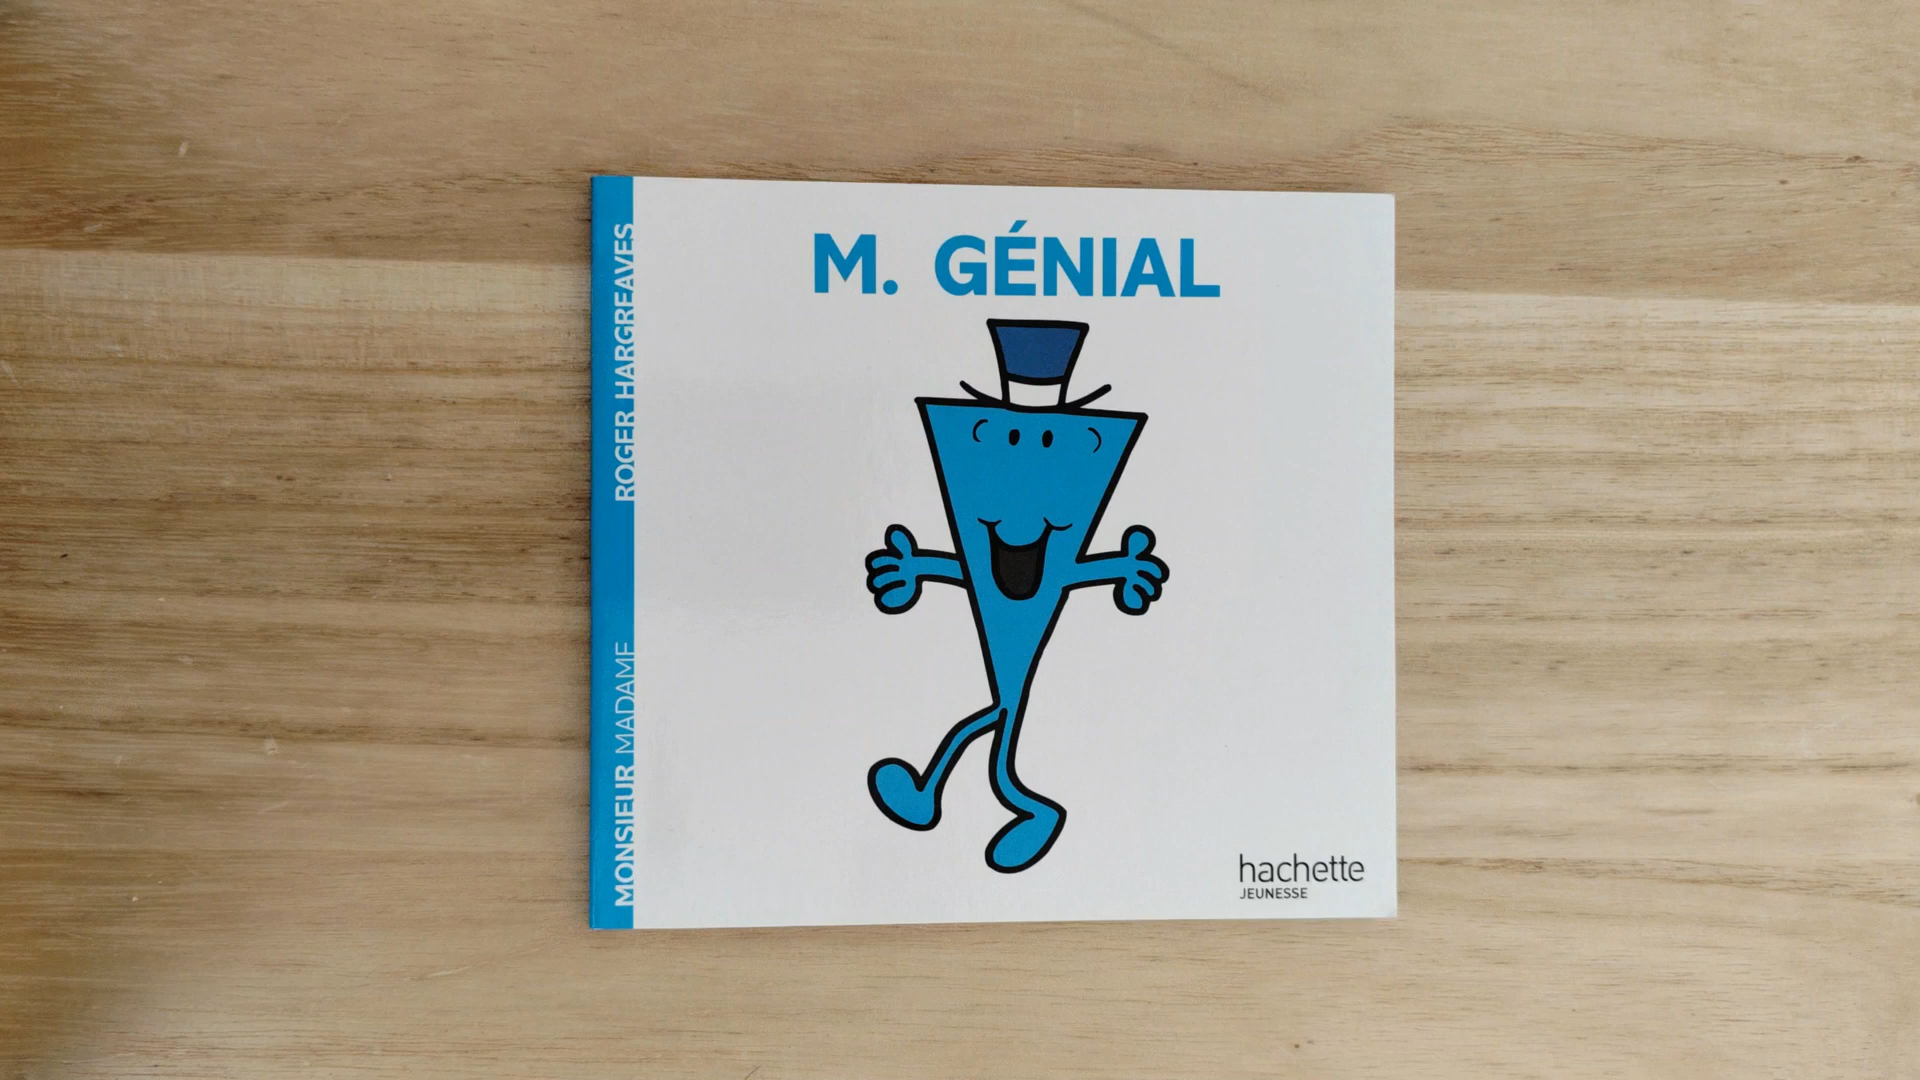 M. GÉNIAL
ROGER HARGREAVES
MONSIEUR MADAME
hachette
JEUNESSE